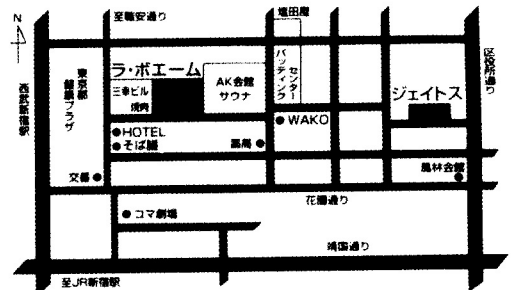 N
至職安通り
塩田屋
区役所通り
西武新宿駅
東京都
健康プラザ
ラ・ボエーム
三幸ビル
焼肉
AK会館
サウナ
バッティング
センター
ジェイトス
HOTEL
そば膳
薬局
WAKO
交番
風林会館
花園通り
コマ劇場
靖国通り
至JR新宿駅